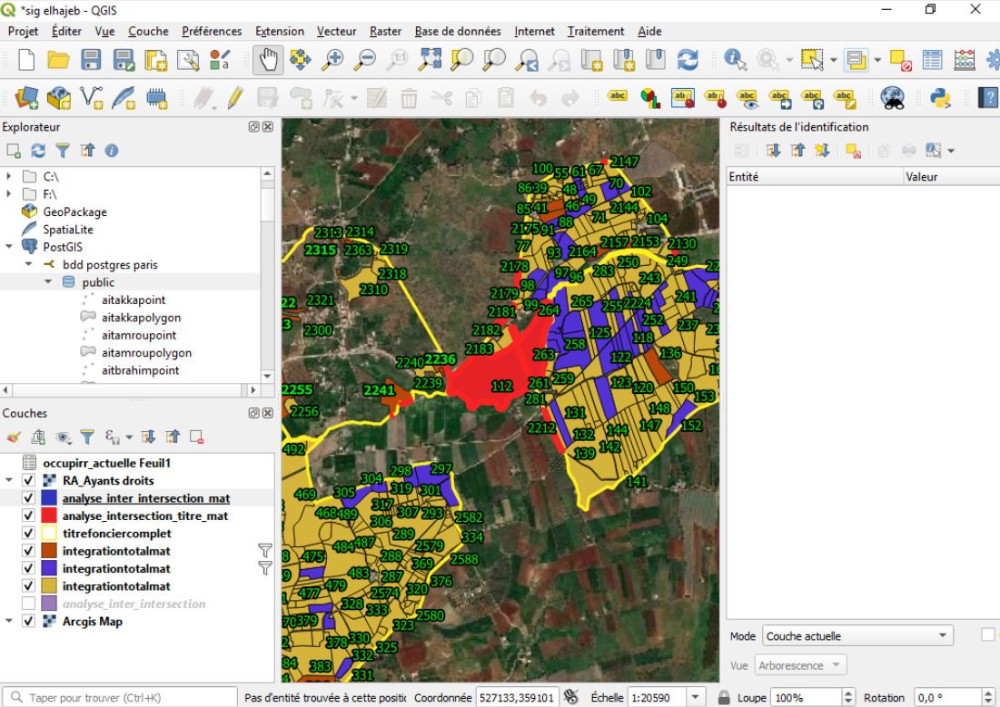 *sig elhajeb - QGIS
Projet Éditer Vue Couche Préférences Extension Vecteur Raster Base de données Internet Traitement Aide
Explorateur
C:\
F:\
GeoPackage
SpatiaLite
PostGIS
bdd postgres paris
public
aitakkapoint
aitakkapolygon
aitamroupoint
aitamroupolygon
aitbrahimpoint
Couches
occupirr_actuelle Feuil1
RA_Ayants droits
analyse_inter_intersection_mat
analyse_intersection_titre_mat
titrefonciercomplet
integrationtotalmat
integrationtotalmat
integrationtotalmat
analyse_inter_intersection
Arcgis Map
2147
100 55 61 67
86 39 48 70 102
85 41 46 49
88 71 2144 104
2175 91
77 93 2164 2157 2153 2130
2313 2314
2315 2363 2319
2318
2310
2321
2300
2178 97 96 283 250 249
98 243
2179 99 265 255 2224 241
2181 264 252 237
2182 125 118
2183 258 136
263 122
2240 2236
2239 112 261 259 123 120 150
2241 281 153
2255
2256
2212 131 148
132 144 147 152
139 142
141
492
298 297
304
469 305 319 301
317
468 489 307 293 2582
306
484 487 289 2579 334
475 288 369 2588
483 287 376
477 479 2574 320
328 333 2580
379 323
378 330 325
332
383 331
Résultats de l'identification
Entité Valeur
Mode Couche actuelle
Vue Arborescence
Taper pour trouver (Ctrl+K) Pas d'entité trouvée à cette positic Coordonnée 527133,359101 Échelle 1:20590 Loupe 100% Rotation 0,0 °